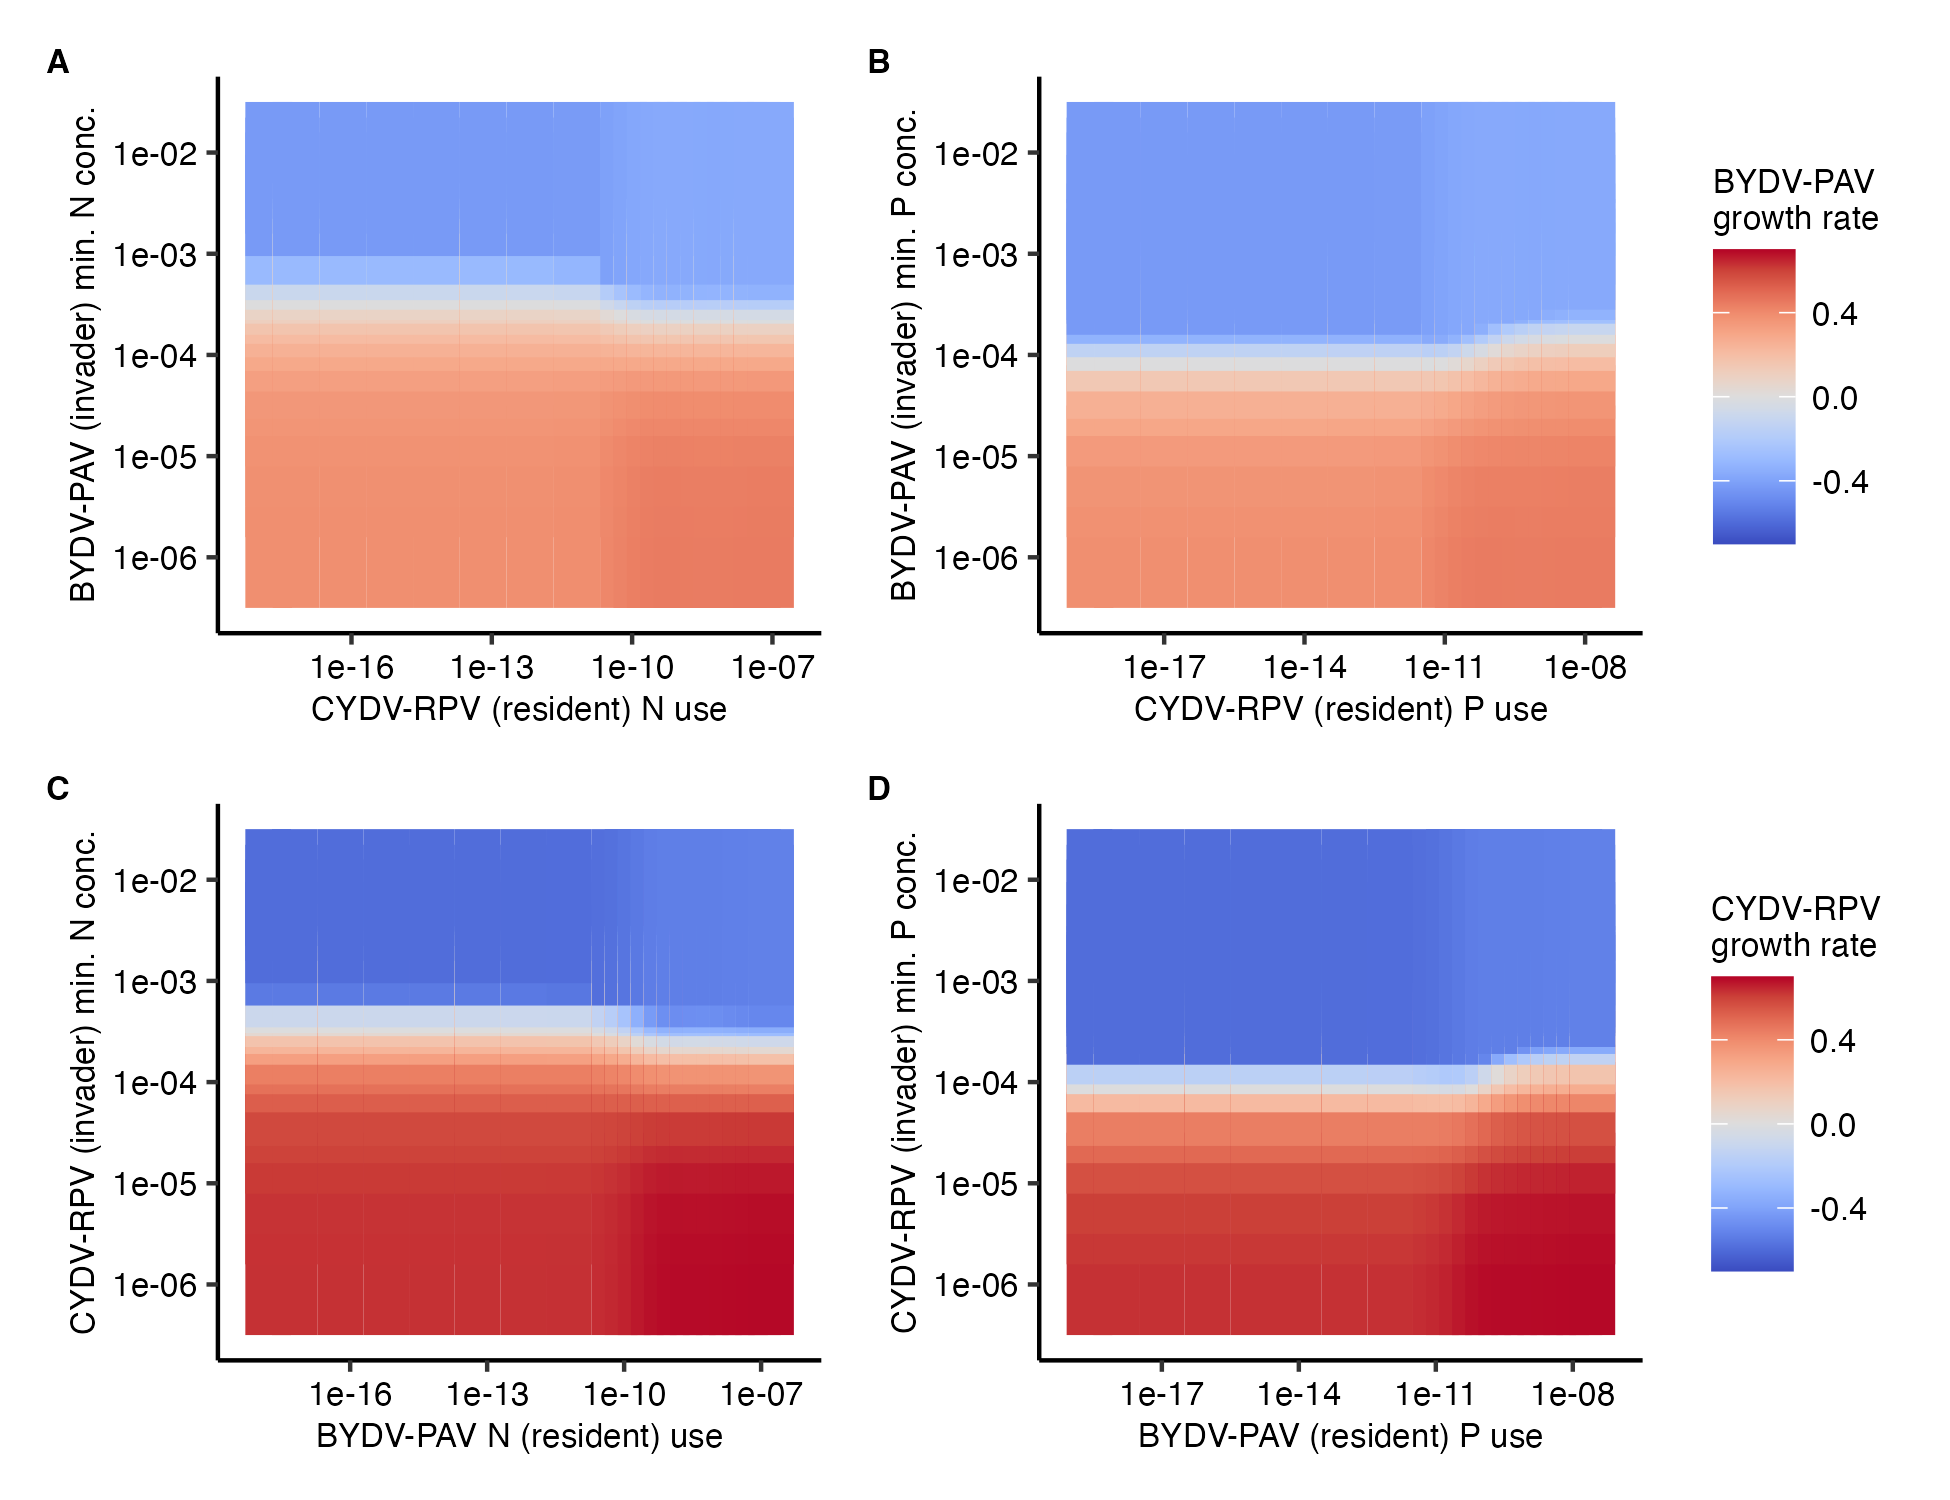 A
BYDV-PAV (invader) min. N conc.
1e-02
1e-03
1e-04
1e-05
1e-06
1e-16 1e-13 1e-10 1e-07
CYDV-RPV (resident) N use
B
BYDV-PAV (invader) min. P conc.
1e-02
1e-03
1e-04
1e-05
1e-06
1e-17 1e-14 1e-11 1e-08
CYDV-RPV (resident) P use
BYDV-PAV
growth rate
0.4
0.0
-0.4
C
CYDV-RPV (invader) min. N conc.
1e-02
1e-03
1e-04
1e-05
1e-06
1e-16 1e-13 1e-10 1e-07
BYDV-PAV N (resident) use
D
CYDV-RPV (invader) min. P conc.
1e-02
1e-03
1e-04
1e-05
1e-06
1e-17 1e-14 1e-11 1e-08
BYDV-PAV (resident) P use
CYDV-RPV
growth rate
0.4
0.0
-0.4